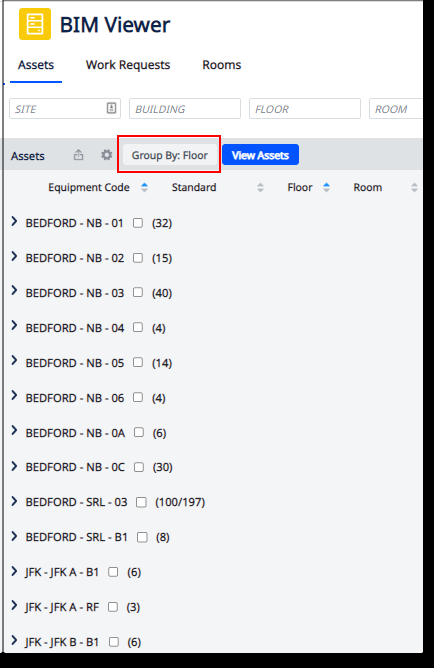 BIM Viewer
Assets Work Requests Rooms
SITE BUILDING FLOOR ROOM
Assets Group By: Floor View Assets
Equipment Code Standard Floor Room
BEDFORD - NB - 01 (32)
BEDFORD - NB - 02 (15)
BEDFORD - NB - 03 (40)
BEDFORD - NB - 04 (4)
BEDFORD - NB - 05 (14)
BEDFORD - NB - 06 (4)
BEDFORD - NB - 0A (6)
BEDFORD - NB - 0C (30)
BEDFORD - SRL - 03 (100/197)
BEDFORD - SRL - B1 (8)
JFK - JFK A - B1 (6)
JFK - JFK A - RF (3)
JFK - JFK B - B1 (6)